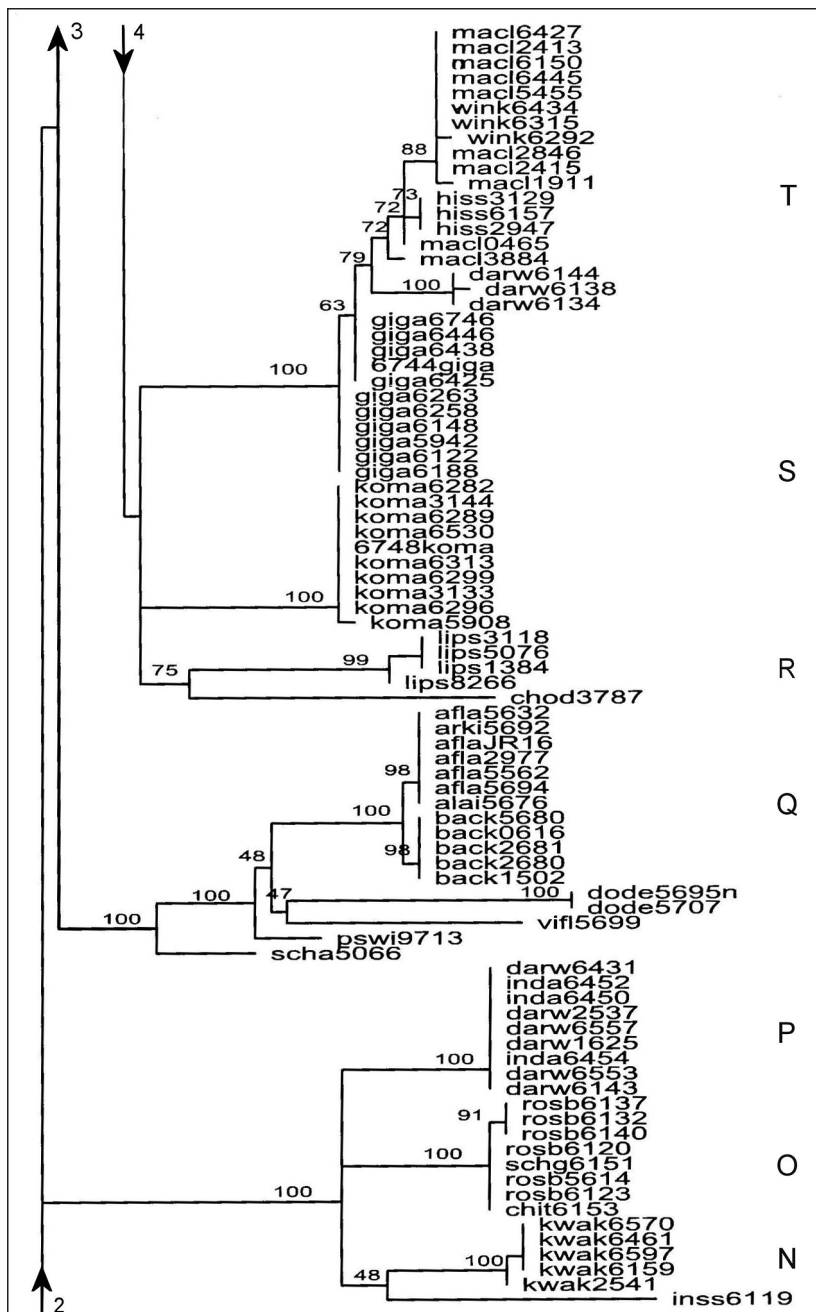 3
4
macl6427
macl2413
macl6150
macl6445
macl5455
wink6434
wink6315
wink6292
88
macl2846
macl2415
macl1911
T
73
hiss3129
72
hiss6157
72
hiss2947
macl0465
79
macl3884
darw6144
100
darw6138
63
darw6134
giga6746
giga6446
giga6438
6744giga
100
giga6425
giga6263
giga6258
giga6148
giga5942
giga6122
S
giga6188
koma6282
koma3144
koma6289
koma6530
6748koma
koma6313
koma6299
koma3133
100
koma6296
koma5908
lips3118
99
lips5076
75
lips1384
R
lips8266
chod3787
afla5632
arki5692
aflaJR16
afla2977
afla5562
98
afla5694
alai5676
Q
100
back5680
back0616
back2681
98
48
back2680
back1502
100
47
100
dode5695n
dode5707
vifl5699
100
pswi9713
scha5066
darw6431
inda6452
inda6450
darw2537
P
darw6557
darw1625
100
inda6454
darw6553
darw6143
rosb6137
91
rosb6132
rosb6140
rosb6120
100
schg6151
O
rosb5614
100
rosb6123
chit6153
kwak6570
kwak6461
kwak6597
N
100
kwak6159
48
kwak2541
inss6119
2